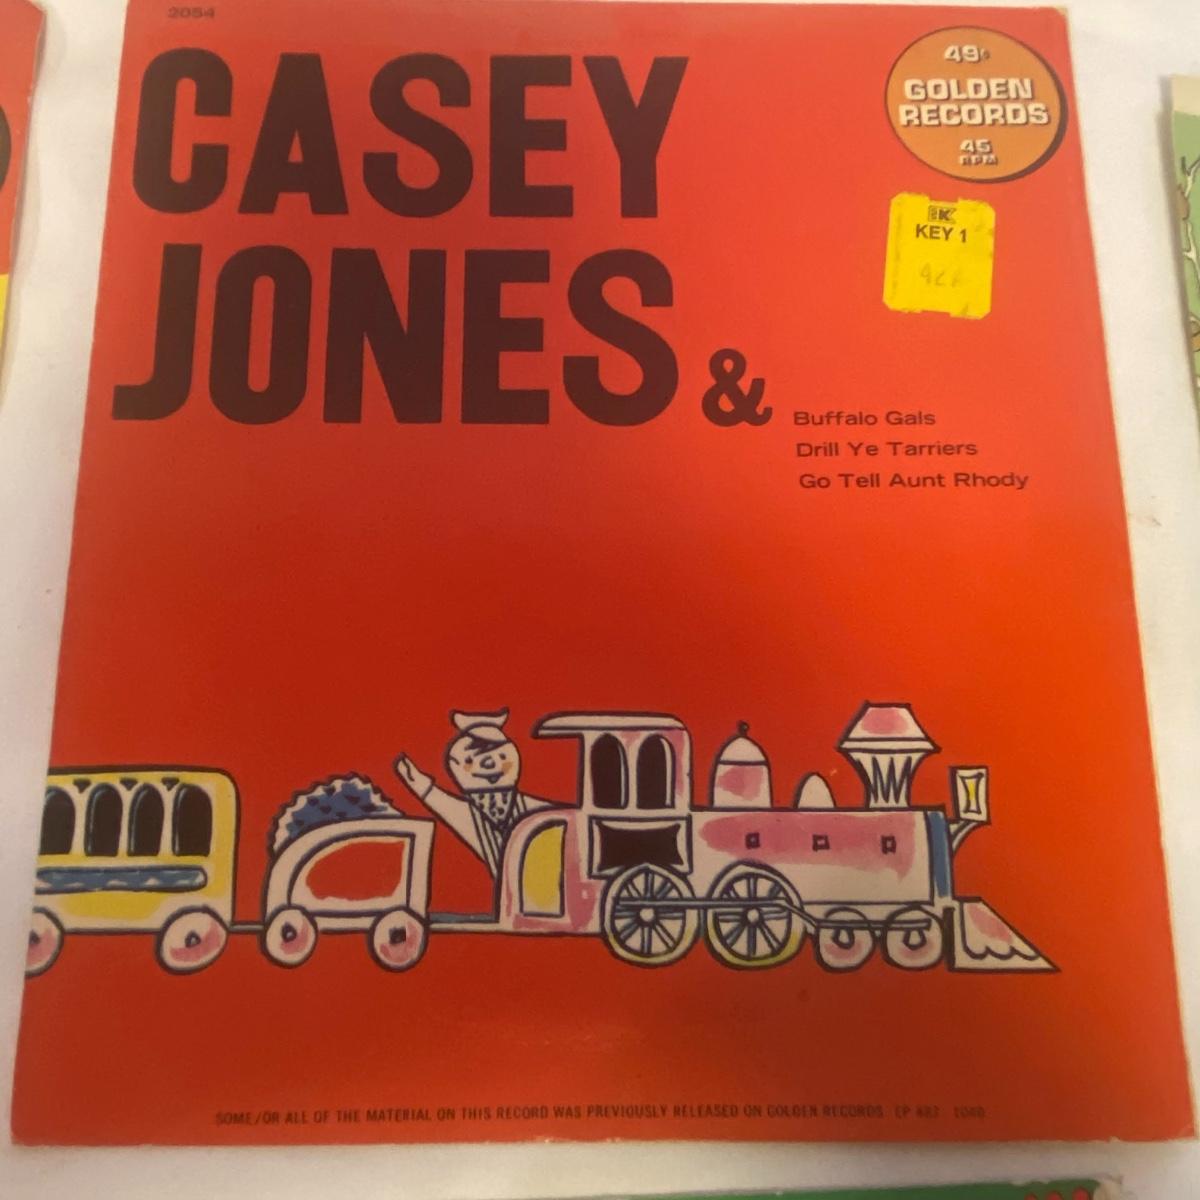 2054
CASEY
JONES &
49¢
GOLDEN
RECORDS
45
RPM
K
KEY 1
Buffalo Gals
Drill Ye Tarriers
Go Tell Aunt Rhody
SOME/OR ALL OF THE MATERIAL ON THIS RECORD WAS PREVIOUSLY RELEASED ON GOLDEN RECORDS